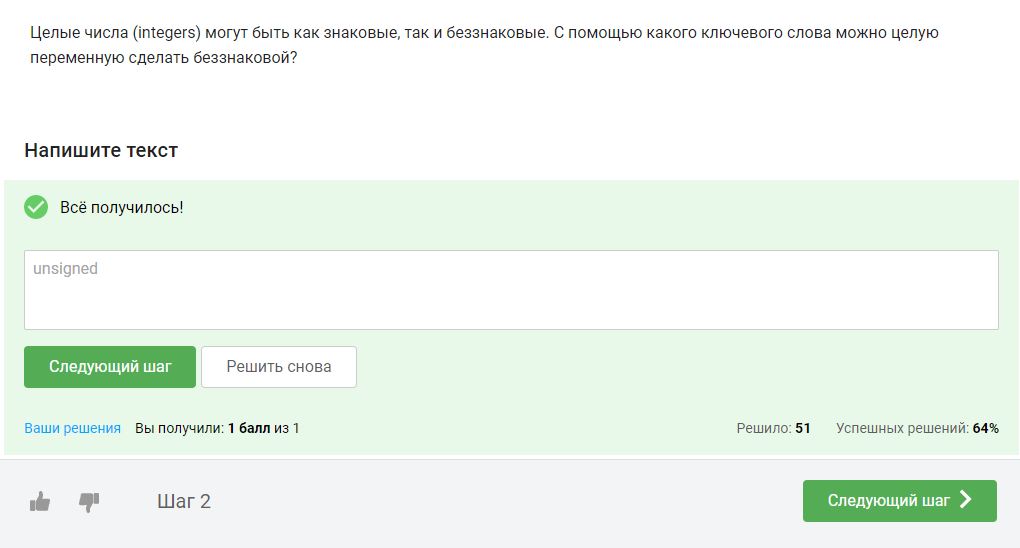 Целые числа (integers) могут быть как знаковые, так и беззнаковые. С помощью какого ключевого слова можно целую
переменную сделать беззнаковой?
Напишите текст
Всё получилось!
unsigned
Следующий шаг
Решить снова
Ваши решения Вы получили: 1 балл из 1
Решило: 51 Успешных решений: 64%
Шаг 2
Следующий шаг